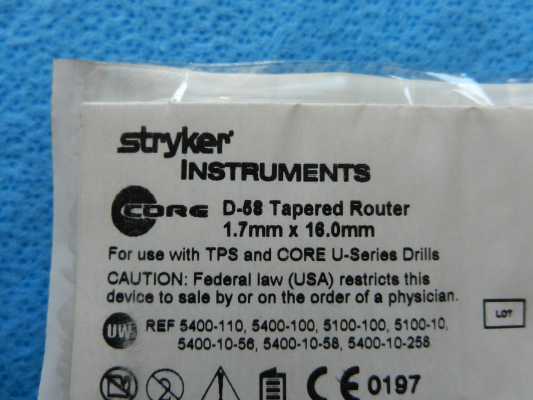 stryker
INSTRUMENTS
CORE D-58 Tapered Router
1.7mm x 16.0mm
For use with TPS and CORE U-Series Drills
CAUTION: Federal law (USA) restricts this
device to sale by or on the order of a physician.
UW REF 5400-110, 5400-100, 5100-100, 5100-10,
5400-10-56, 5400-10-58, 5400-10-258
LOT
2 CE 0197